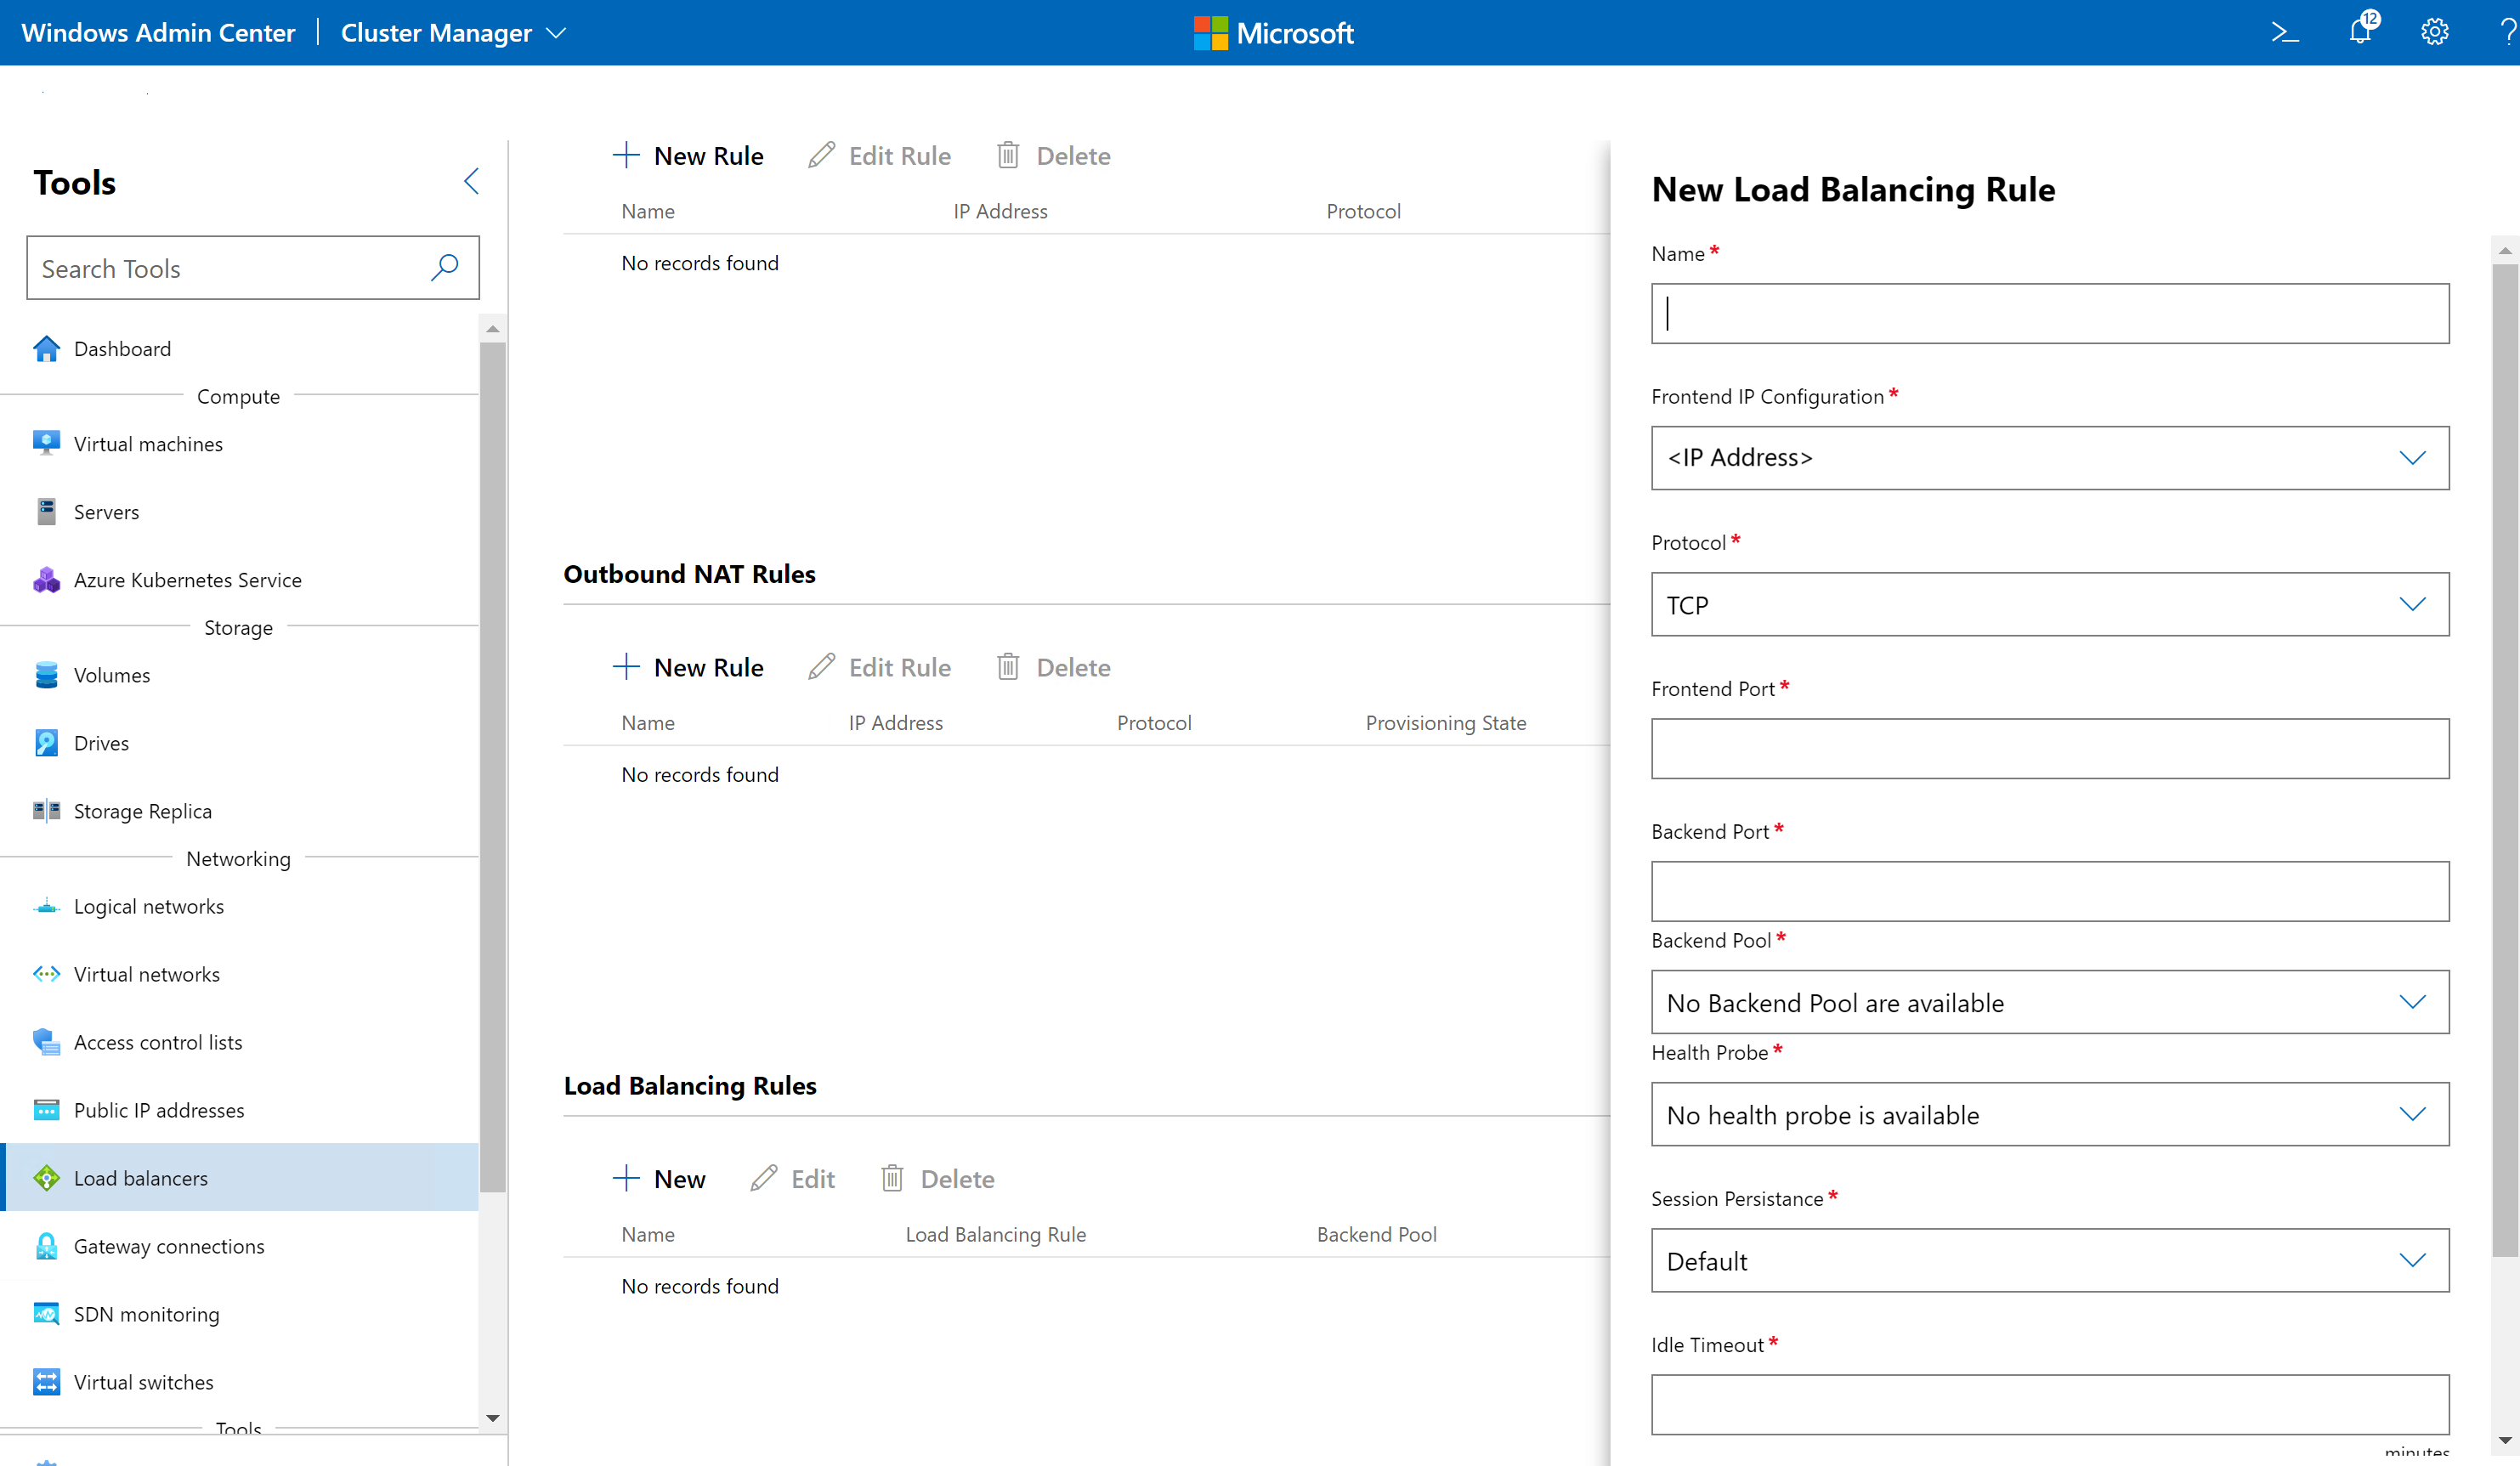 Windows Admin Center | Cluster Manager
Microsoft
12
?
Tools
Search Tools
Dashboard
Compute
Virtual machines
Servers
Azure Kubernetes Service
Storage
Volumes
Drives
Storage Replica
Networking
Logical networks
Virtual networks
Access control lists
Public IP addresses
Load balancers
Gateway connections
SDN monitoring
Virtual switches
Tools
New Rule Edit Rule Delete
Name IP Address Protocol
No records found
Outbound NAT Rules
New Rule Edit Rule Delete
Name IP Address Protocol Provisioning State
No records found
Load Balancing Rules
New Edit Delete
Name Load Balancing Rule Backend Pool
No records found
New Load Balancing Rule
Name *
Frontend IP Configuration *
<IP Address>
Protocol *
TCP
Frontend Port *
Backend Port *
Backend Pool *
No Backend Pool are available
Health Probe *
No health probe is available
Session Persistance *
Default
Idle Timeout *
minutes